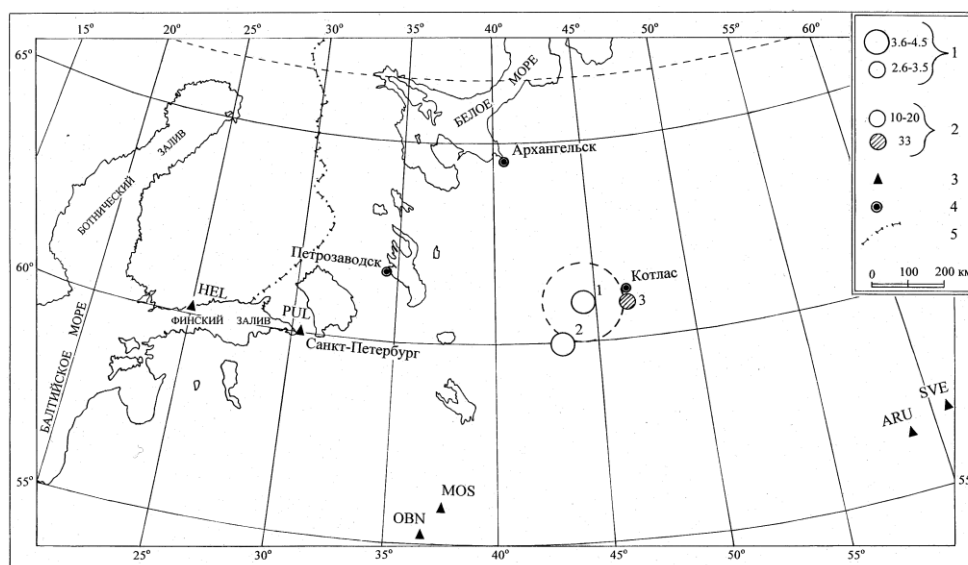 15° 20° 25° 30° 35° 40° 45° 50° 55° 60°
65°
65°
3.6-4.5
2.6-3.5
1
10-20
33
2
3
4
5
0 100 200 км
БЕЛОЕ МОРЕ
Архангельск
БОТНИЧЕСКИЙ ЗАЛИВ
Петрозаводск
60°
60°
HEL
PUL
ФИНСКИЙ ЗАЛИВ
Санкт-Петербург
Котлас
1
2
3
БАЛТИЙСКОЕ МОРЕ
SVE
ARU
MOS
OBN
55°
55°
25° 30° 35° 40° 45° 50° 55°